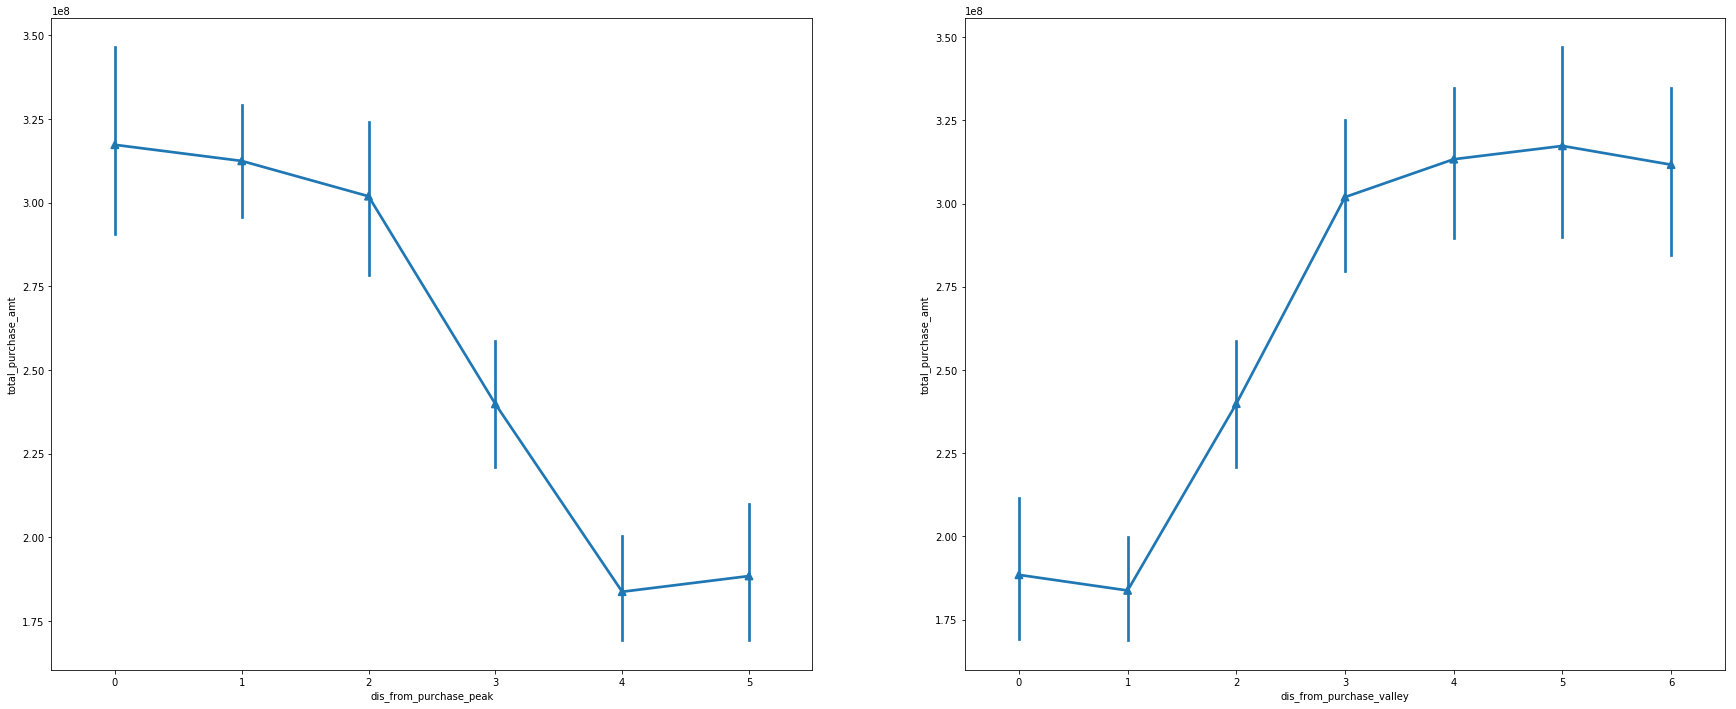 1e8
3.50
3.25
3.00
2.75
2.50
2.25
2.00
1.75
total_purchase_amt
0 1 2 3 4 5
dis_from_purchase_peak
1e8
3.50
3.25
3.00
2.75
2.50
2.25
2.00
1.75
total_purchase_amt
0 1 2 3 4 5 6
dis_from_purchase_valley